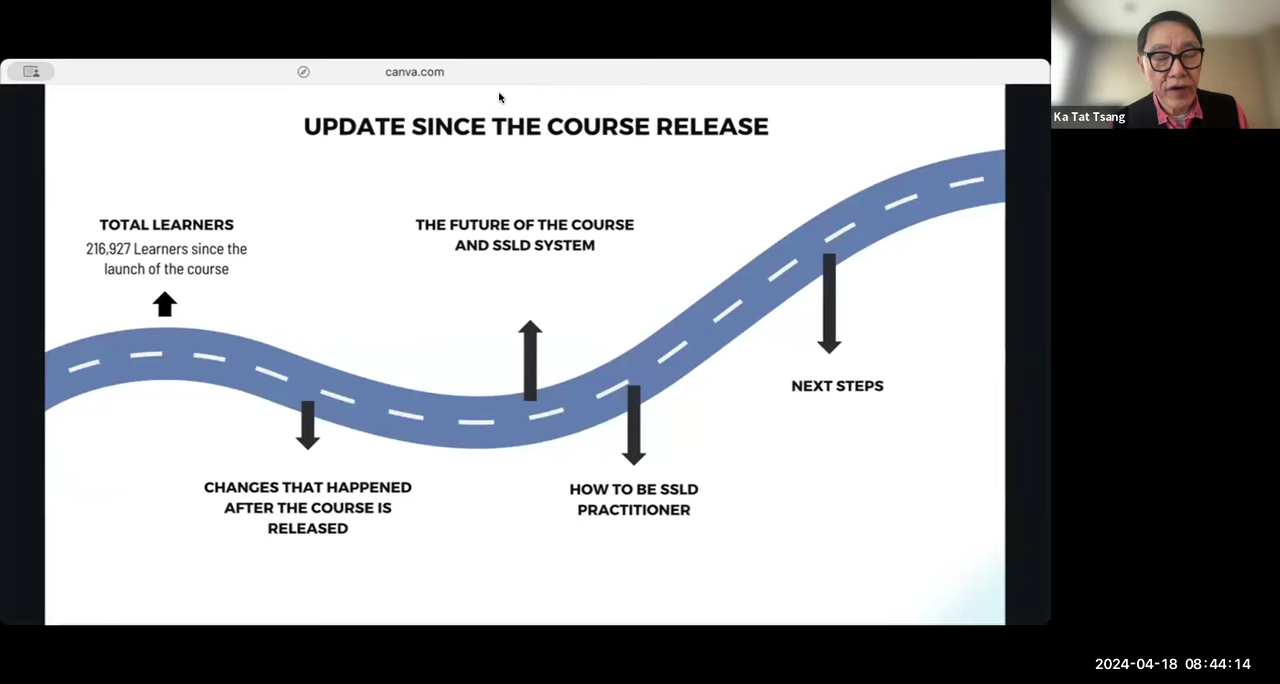 canva.com
UPDATE SINCE THE COURSE RELEASE
TOTAL LEARNERS
216,927 Learners since the
launch of the course
THE FUTURE OF THE COURSE
AND SSLD SYSTEM
CHANGES THAT HAPPENED
AFTER THE COURSE IS
RELEASED
HOW TO BE SSLD
PRACTITIONER
NEXT STEPS
Ka Tat Tsang
2024-04-18 08:44:14